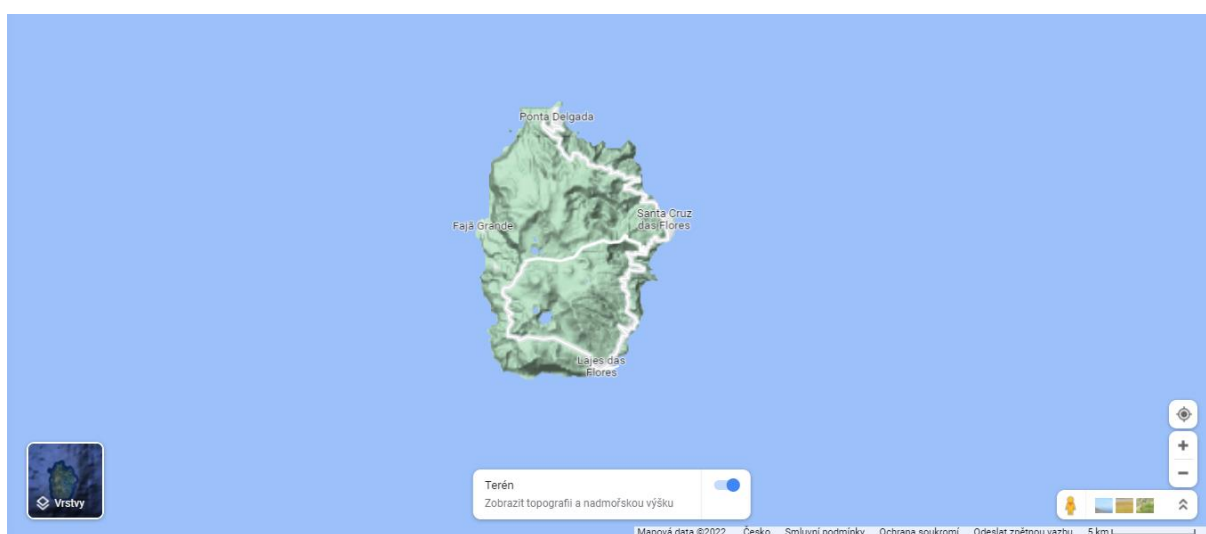 Ponta Delgada
Santa Cruz
das Flores
Fajã Grande
Lajes das
Flores
Vrstvy
Terén
Zobrazit topografii a nadmořskou výšku
Mapová data ©2022 Česko Smluvní podmínky Ochrana soukromí Odeslat zpětnou vazbu 5 km